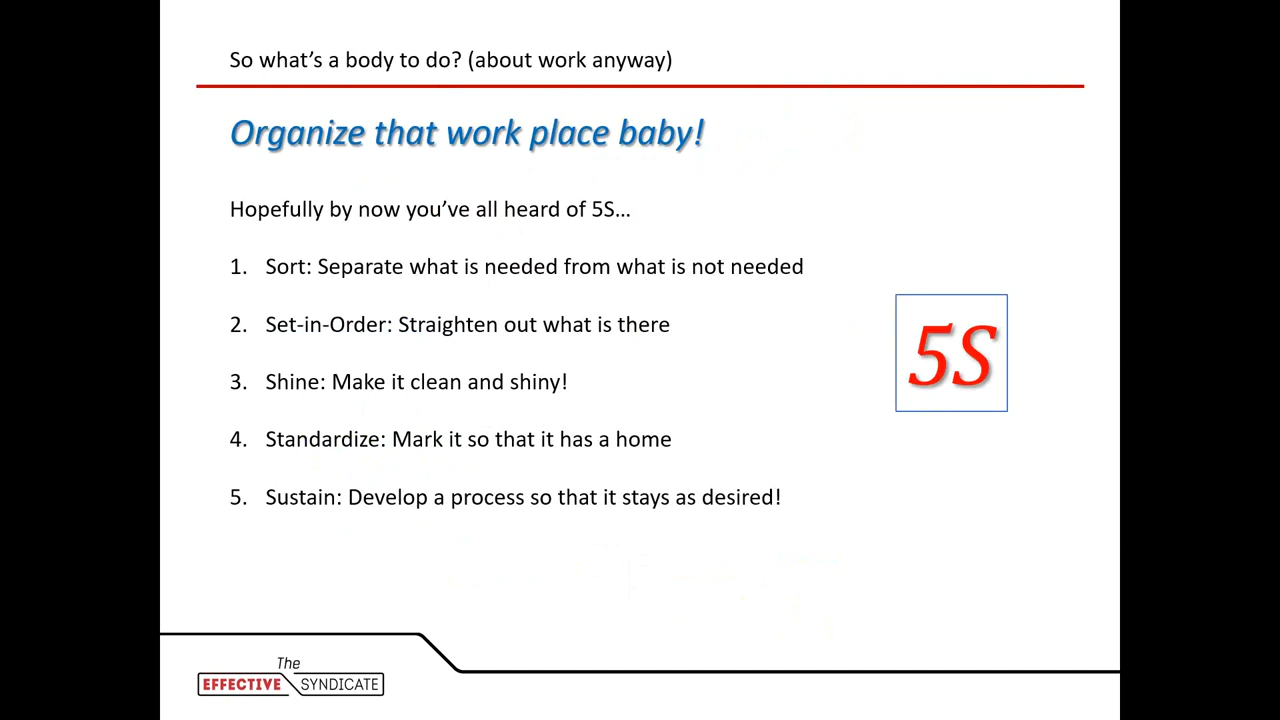 So what’s a body to do? (about work anyway)
Organize that work place baby!
Hopefully by now you’ve all heard of 5S…
1. Sort: Separate what is needed from what is not needed
2. Set-in-Order: Straighten out what is there
3. Shine: Make it clean and shiny!
4. Standardize: Mark it so that it has a home
5. Sustain: Develop a process so that it stays as desired!
5S
The
EFFECTIVE SYNDICATE